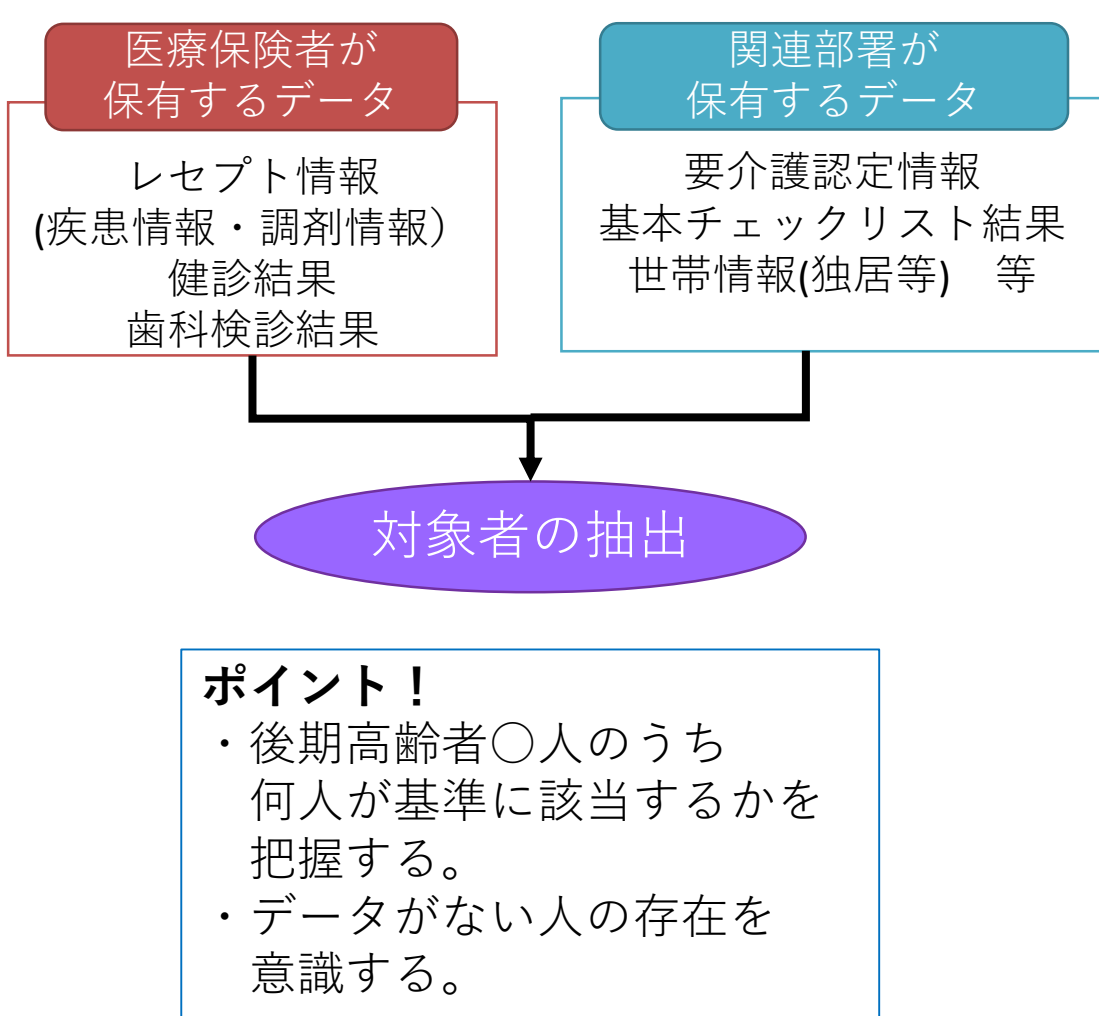 医療保険者が
保有するデータ
レセプト情報
(疾患情報・調剤情報）
健診結果
歯科検診結果
関連部署が
保有するデータ
要介護認定情報
基本チェックリスト結果
世帯情報(独居等)　等
対象者の抽出
ポイント！
・後期高齢者○人のうち
何人が基準に該当するかを
把握する。
・データがない人の存在を
意識する。